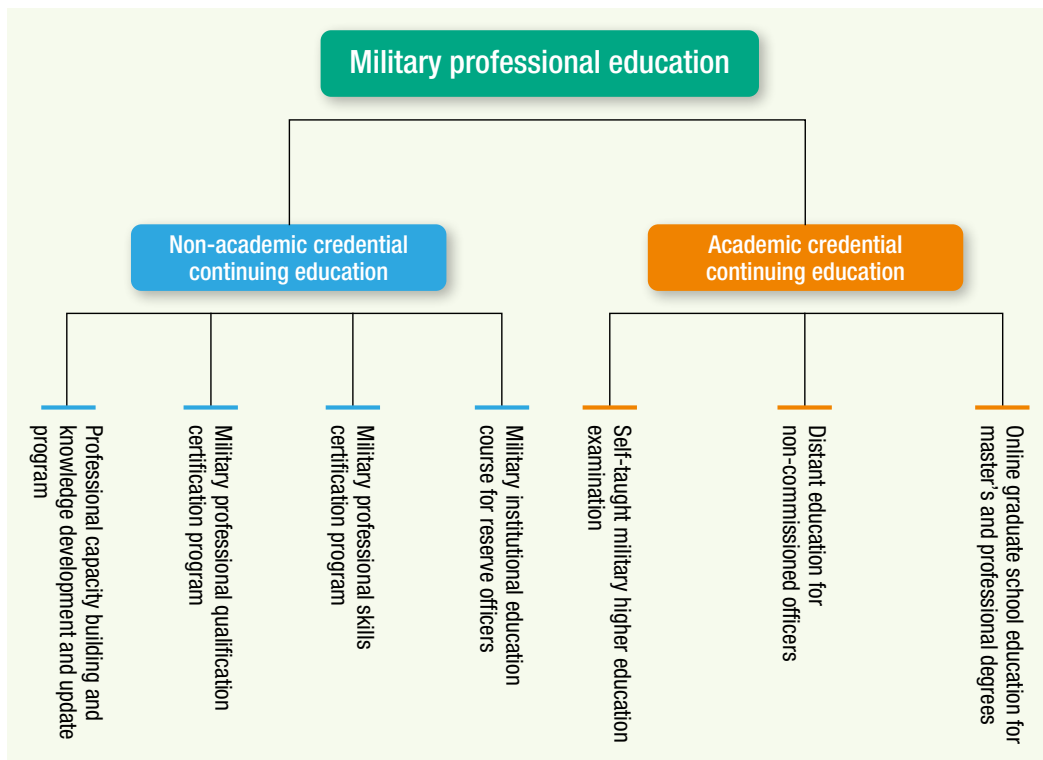 Military professional education
Non-academic credential
continuing education
Academic credential
continuing education
Professional capacity building and
knowledge development and update
program
Military professional qualification
certification program
Military professional skills
certification program
Military institutional education
course for reserve officers
Self-taught military higher education
examination
Distant education for
non-commissioned officers
Online graduate school education for
master's and professional degrees